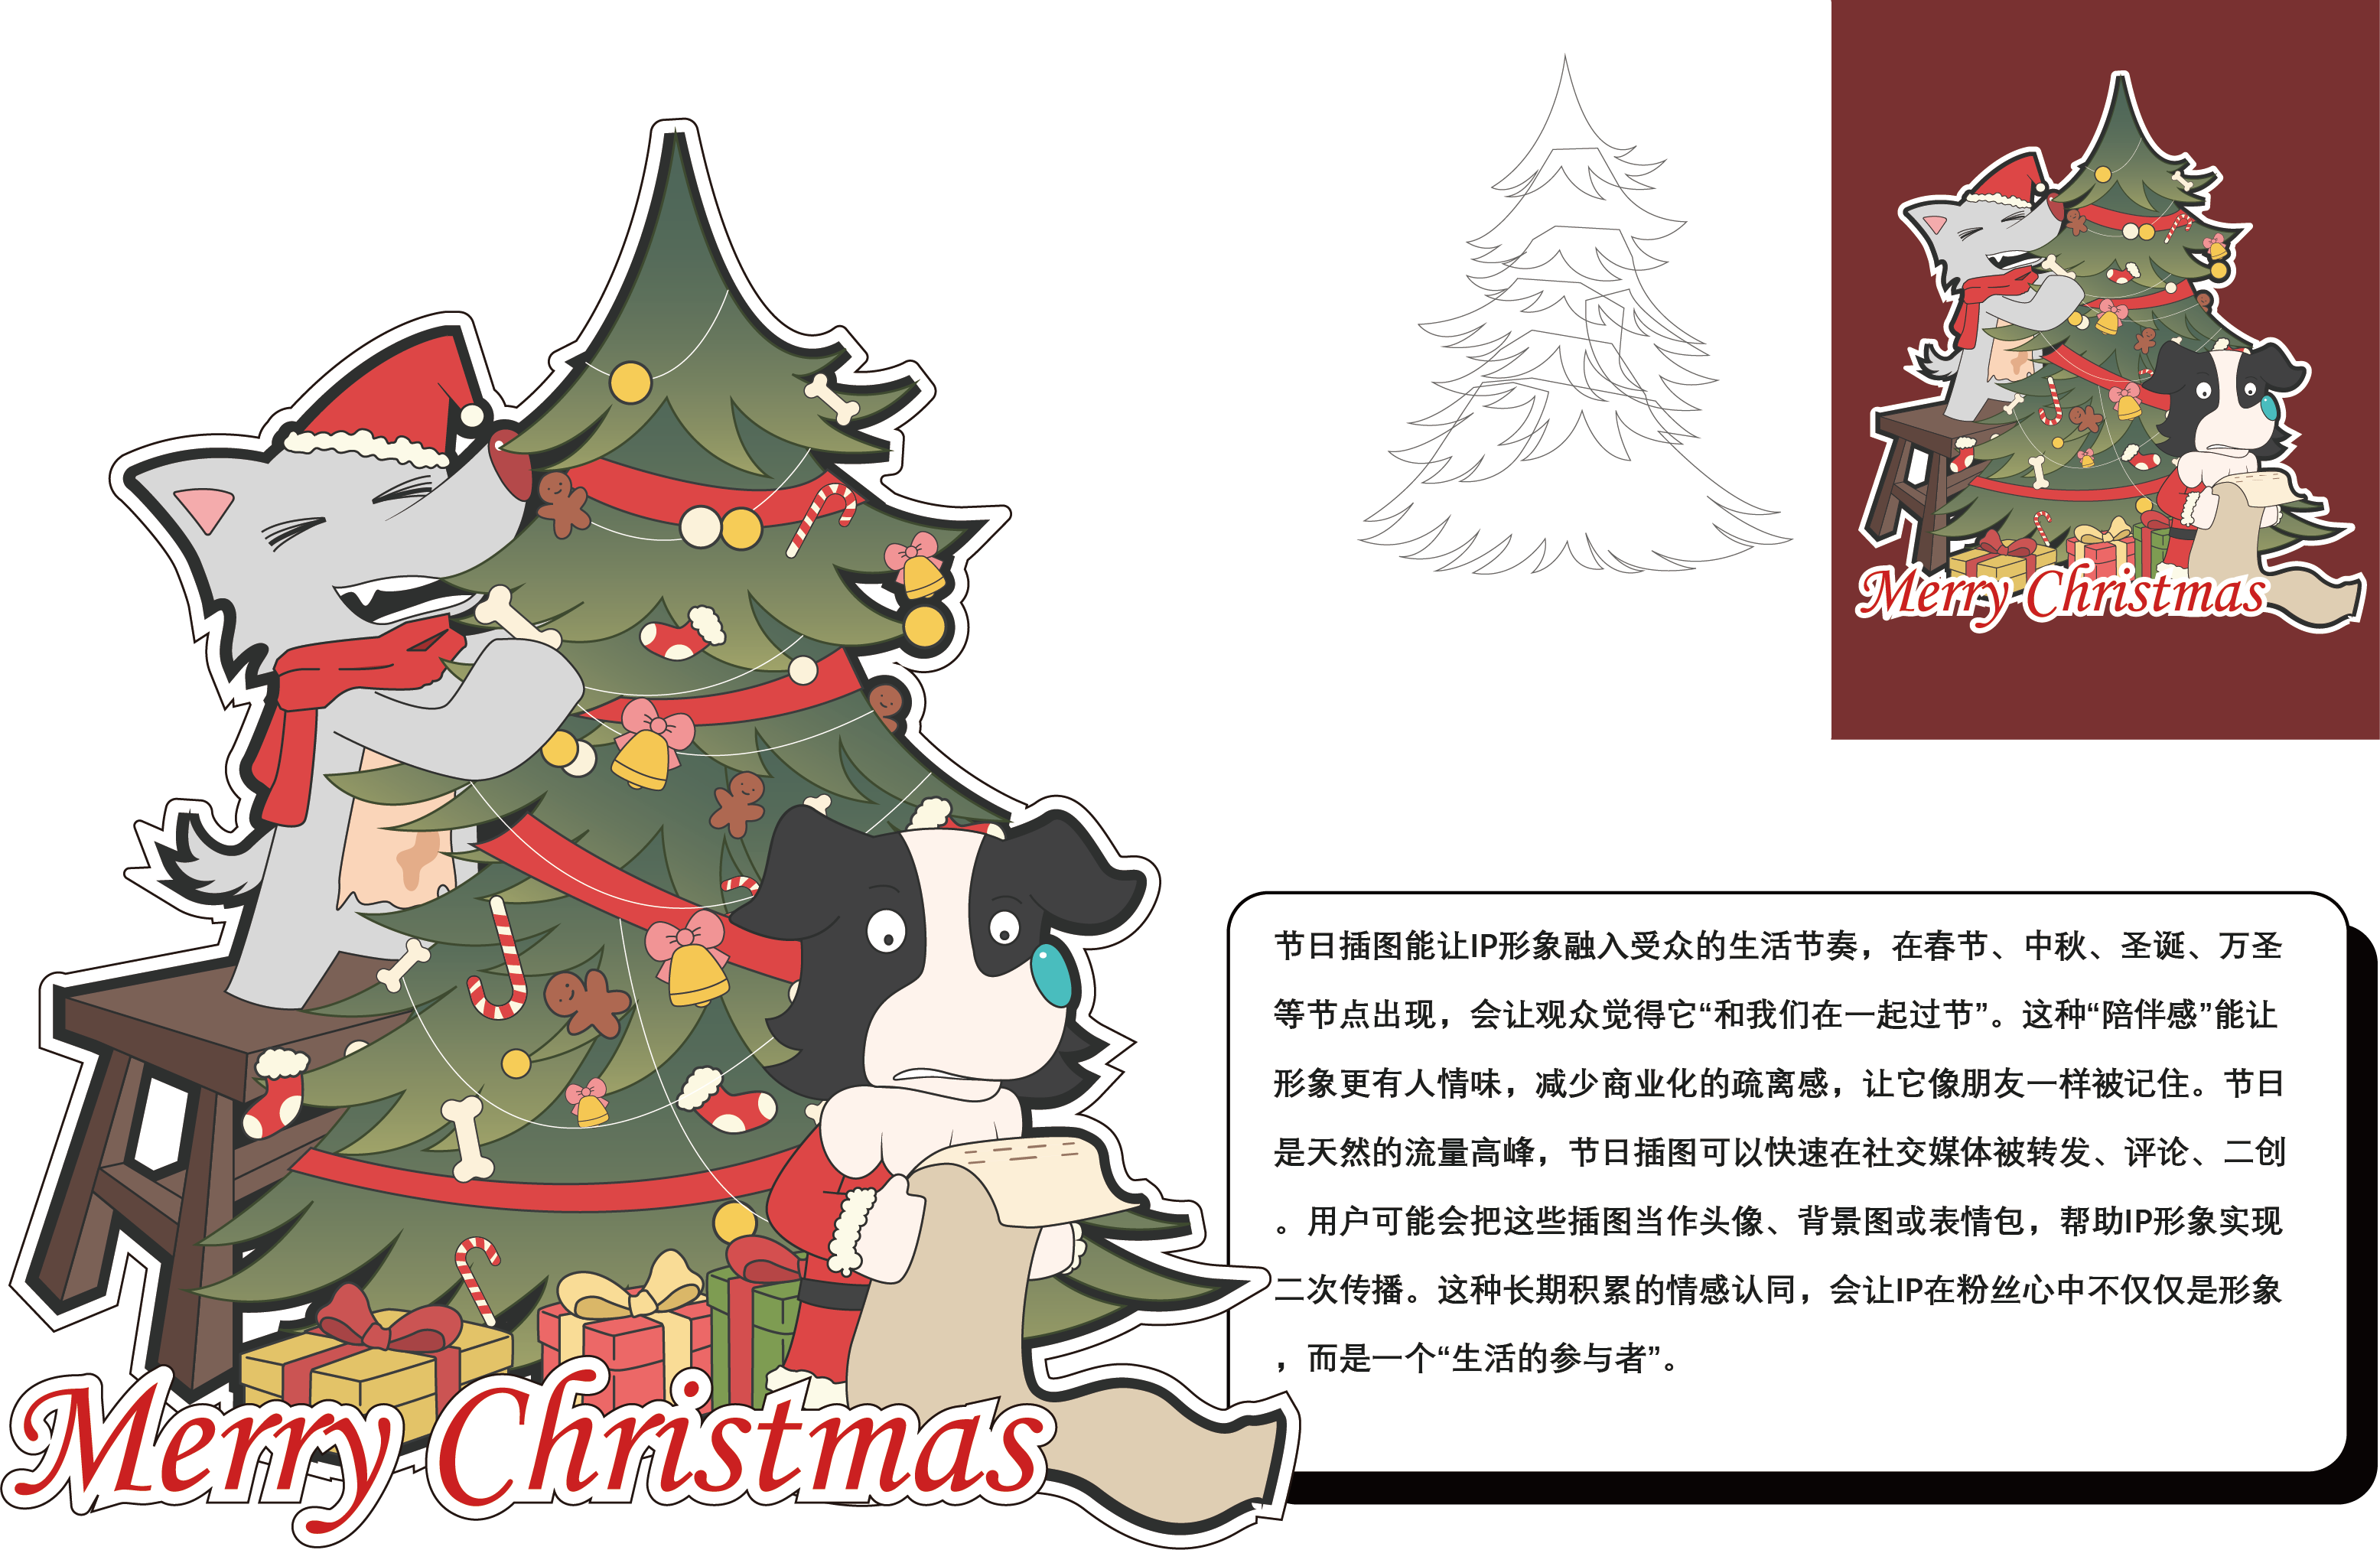 Merry Christmas
Merry Christmas
节日插图能让IP形象融入受众的生活节奏，在春节、中秋、圣诞、万圣
等节点出现，会让观众觉得它“和我们在一起过节”。这种“陪伴感”能让
形象更有人情味，减少商业化的疏离感，让它像朋友一样被记住。节日
是天然的流量高峰，节日插图可以快速在社交媒体被转发、评论、二创
。用户可能会把这些插图当作头像、背景图或表情包，帮助IP形象实现
二次传播。这种长期积累的情感认同，会让IP在粉丝心中不仅仅是形象
，而是一个“生活的参与者”。